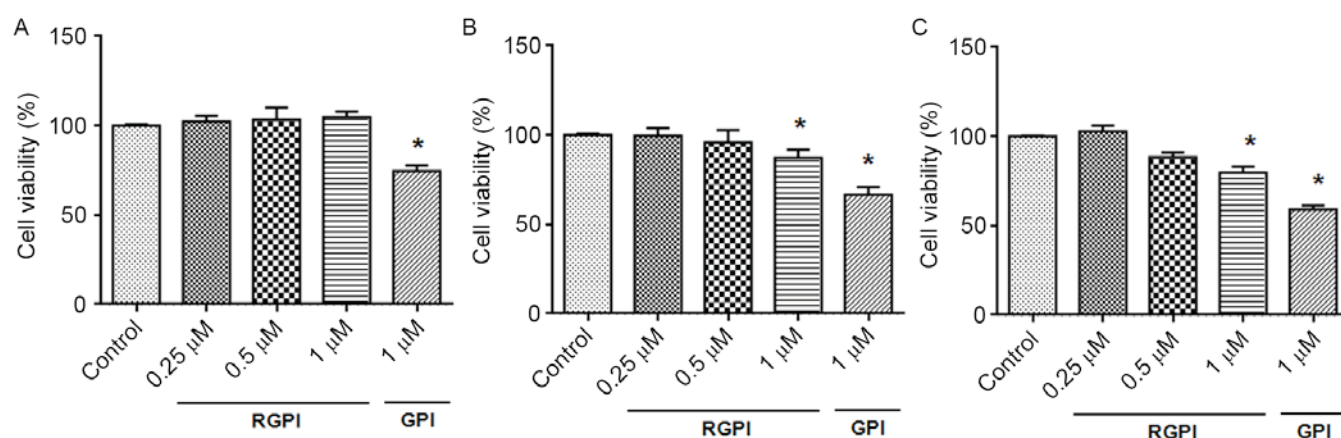 A
Cell viability (%)
150
100
50
0
*
Control
0.25 µM
0.5 µM
1 µM
1 µM
RGPI
GPI
B
Cell viability (%)
150
100
50
0
*
*
Control
0.25 µM
0.5 µM
1 µM
1 µM
RGPI
GPI
C
Cell viability (%)
150
100
50
0
*
*
Control
0.25 µM
0.5 µM
1 µM
1 µM
RGPI
GPI